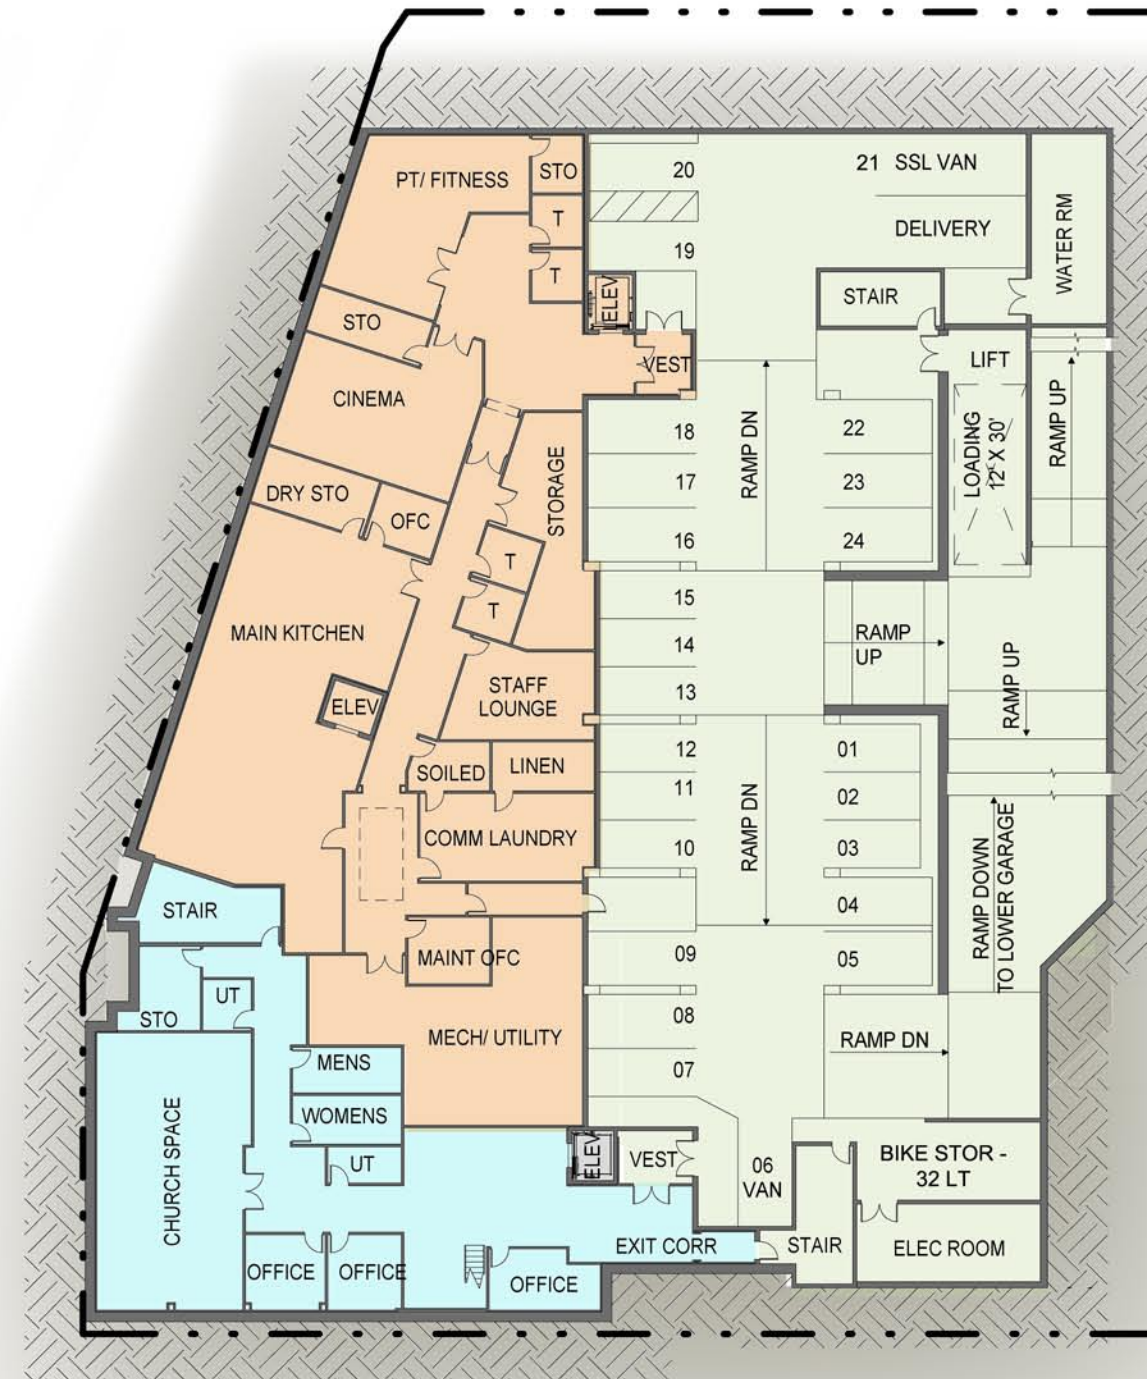 PT/ FITNESS
STO
T
T
20
19
21 SSL VAN
DELIVERY
WATER RM
STO
ELEV
VEST
STAIR
LIFT
CINEMA
RAMP DN
LOADING
12' X 30'
RAMP UP
18
17
16
22
23
24
DRY STO
OFC
STORAGE
T
T
15
14
13
RAMP
UP
RAMP UP
MAIN KITCHEN
ELEV
STAFF
LOUNGE
SOILED
LINEN
COMM LAUNDRY
12
11
10
RAMP DN
01
02
03
04
05
RAMP DOWN
TO LOWER GARAGE
STAIR
MAINT OFC
09
08
07
UT
STO
MECH/ UTILITY
RAMP DN
MENS
WOMENS
UT
CHURCH SPACE
ELEV
VEST
06
VAN
BIKE STOR -
32 LT
OFFICE
OFFICE
OFFICE
EXIT CORR
STAIR
ELEC ROOM